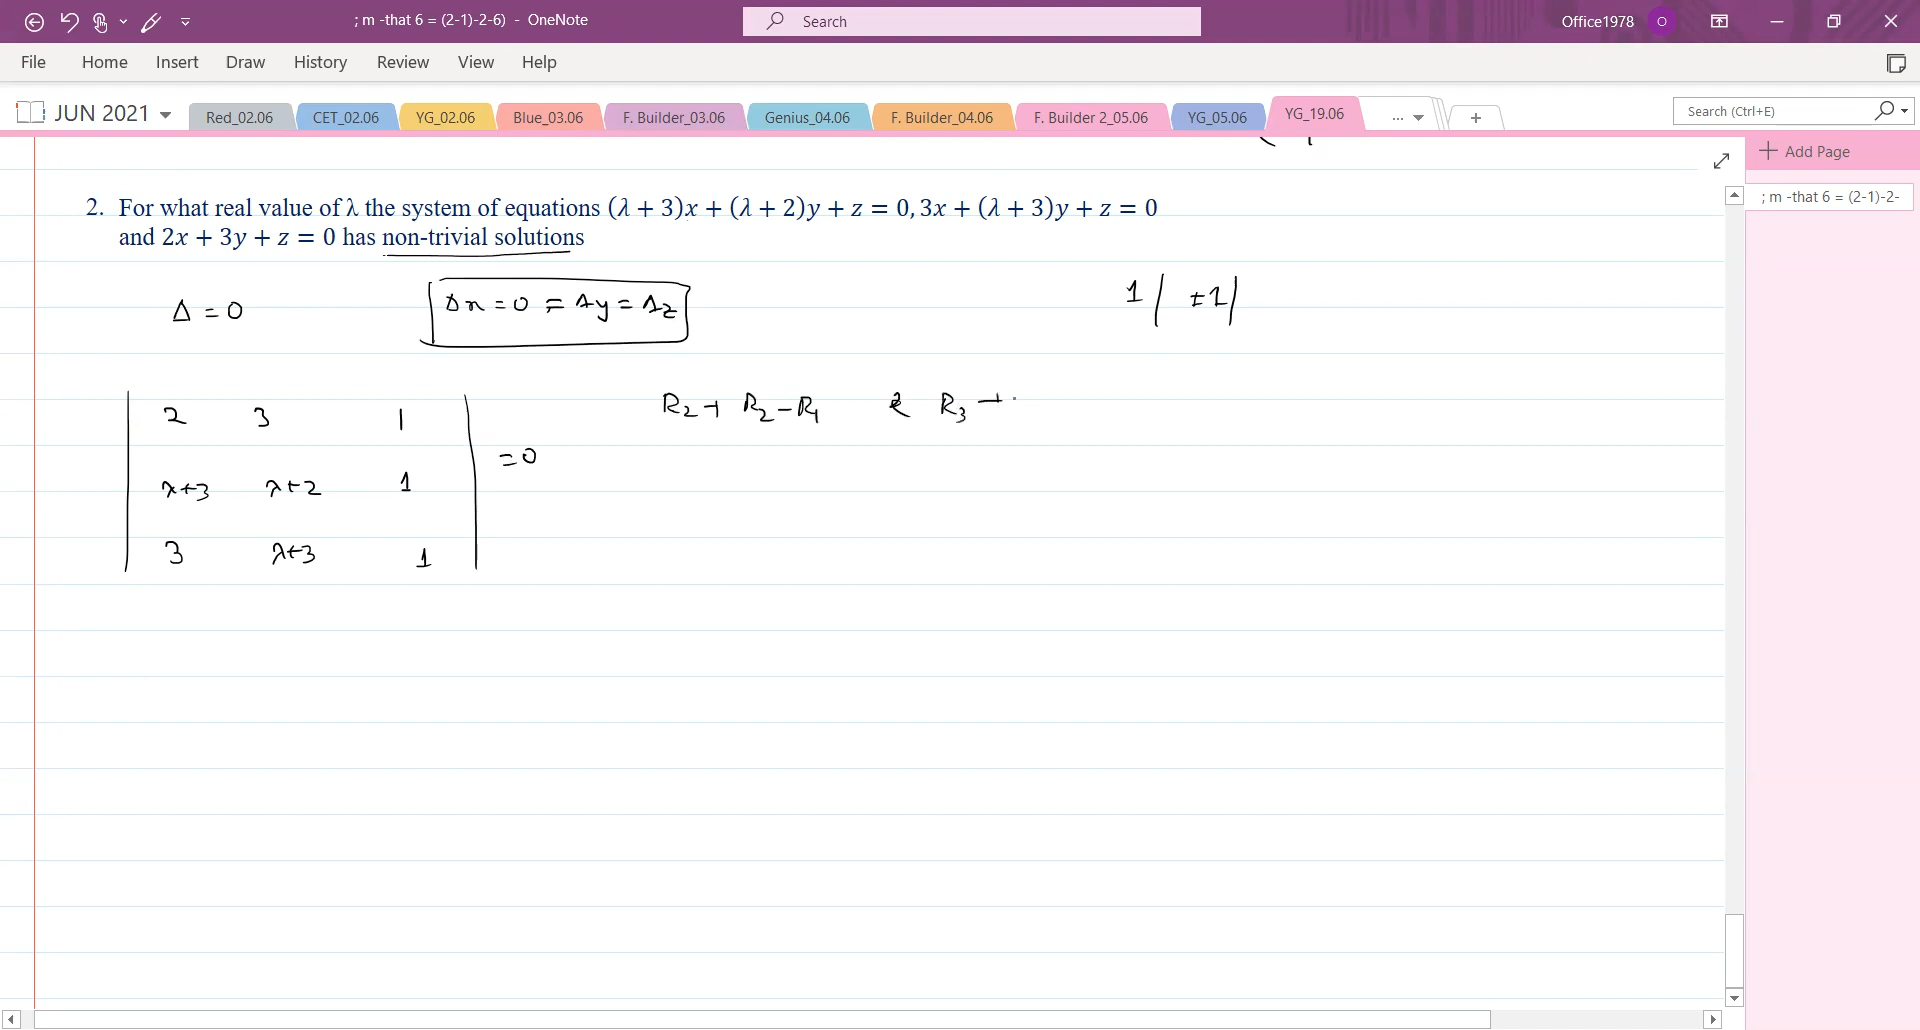 ; m -that 6 = (2-1)-2-6) - OneNote
Search
Office1978
O
File Home Insert Draw History Review View Help
JUN 2021
Red_02.06 CET_02.06 YG_02.06 Blue_03.06 F. Builder_03.06 Genius_04.06 F. Builder_04.06 F. Builder 2_05.06 YG_05.06 YG_19.06 ... +
Search (Ctrl+E)
+ Add Page
; m -that 6 = (2-1)-2-
2. For what real value of λ the system of equations (λ + 3)x + (λ + 2)y + z = 0, 3x + (λ + 3)y + z = 0
and 2x + 3y + z = 0 has non-trivial solutions
Δ = 0
Δx = 0 = Δy = Δz
1 | ±1 |
2 3 1
λ+3 λ+2 1
3 λ+3 1
= 0
R2 → R2 - R1 & R3 →